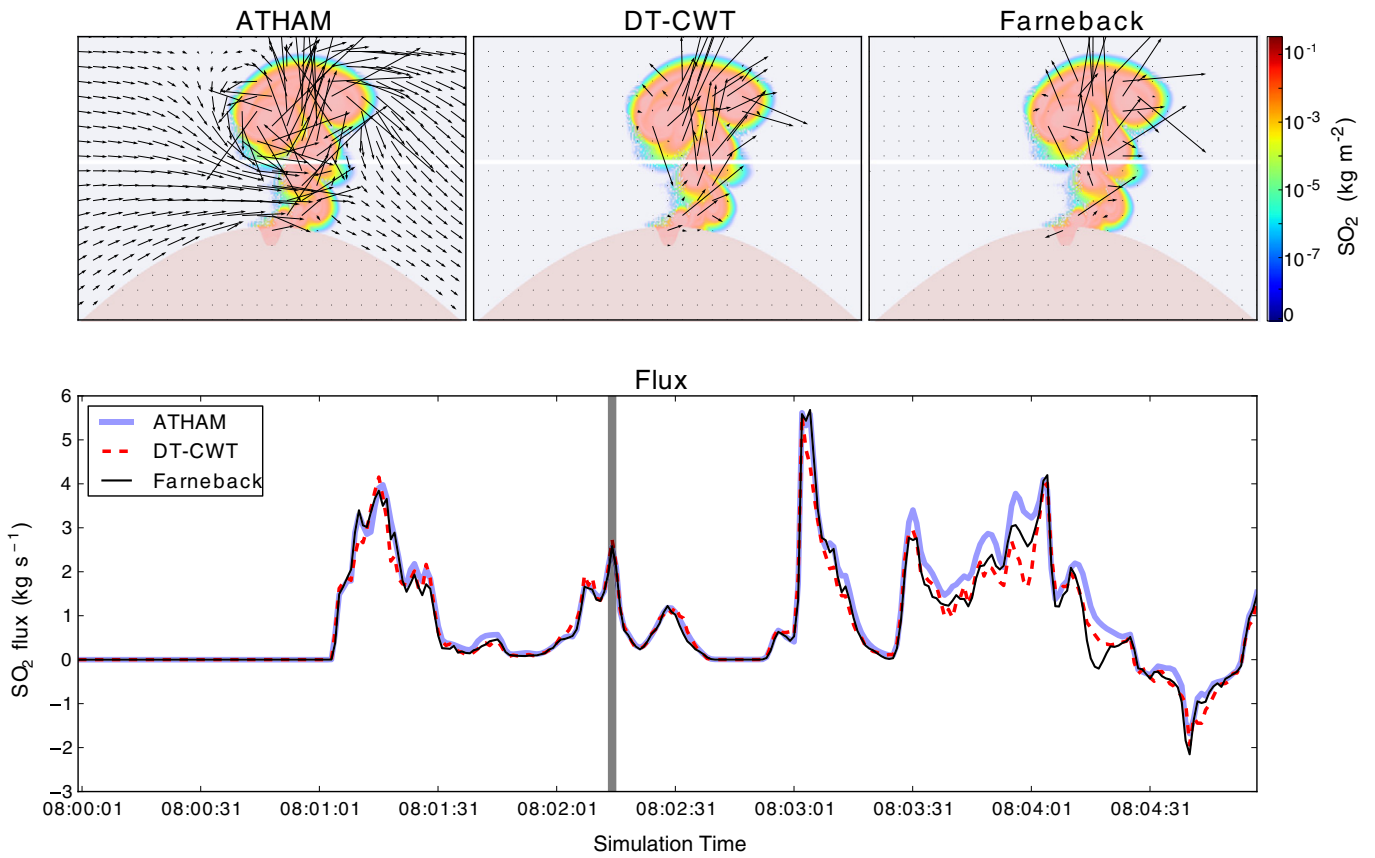 ATHAM DT-CWT Farneback
10⁻¹
10⁻³
10⁻⁵
10⁻⁷
0
SO₂ (kg m⁻²)
Flux
6
5
4
3
2
1
0
−1
−2
−3
SO₂ flux (kg s⁻¹)
ATHAM
DT-CWT
Farneback
08:00:01 08:00:31 08:01:01 08:01:31 08:02:01 08:02:31 08:03:01 08:03:31 08:04:01 08:04:31
Simulation Time